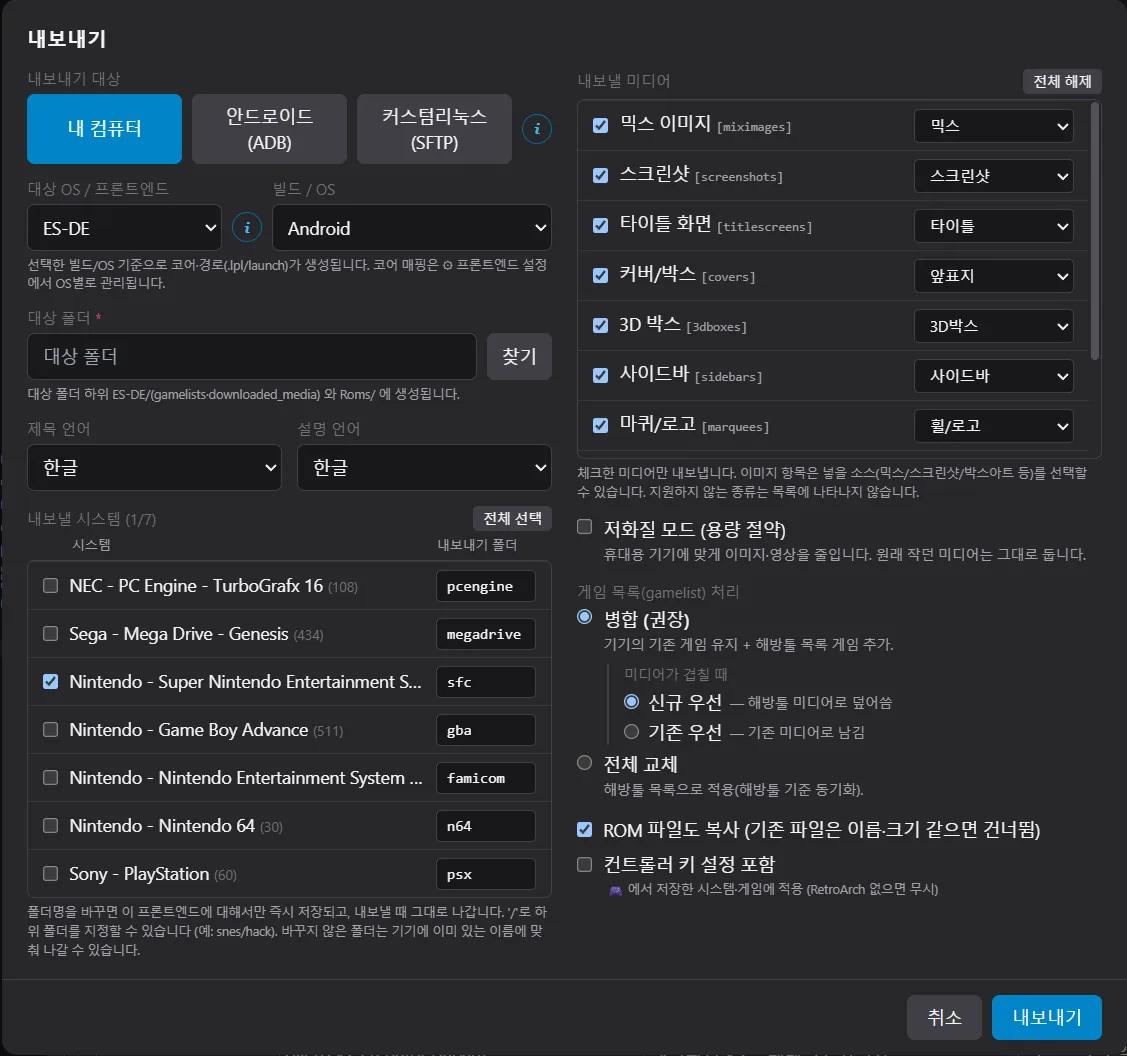 내보내기
내보내기 대상
내 컴퓨터
안드로이드
(ADB)
커스텀리눅스
(SFTP)
i
대상 OS / 프론트엔드
빌드 / OS
ES-DE
i
Android
선택한 빌드/OS 기준으로 코어·경로(.lpl/launch)가 생성됩니다. 코어 매핑은 ⚙ 프론트엔드 설정
에서 OS별로 관리됩니다.
대상 폴더 *
대상 폴더
찾기
대상 폴더 하위 ES-DE/(gamelists·downloaded_media) 와 Roms/ 에 생성됩니다.
제목 언어
설명 언어
한글
한글
내보낼 시스템 (1/7)
전체 선택
시스템
내보내기 폴더
NEC - PC Engine - TurboGrafx 16 (108)
pcengine
Sega - Mega Drive - Genesis (434)
megadrive
Nintendo - Super Nintendo Entertainment S...
sfc
Nintendo - Game Boy Advance (511)
gba
Nintendo - Nintendo Entertainment System ...
famicom
Nintendo - Nintendo 64 (30)
n64
Sony - PlayStation (60)
psx
폴더명을 바꾸면 이 프론트엔드에 대해서만 즉시 저장되고, 내보낼 때 그대로 나갑니다. '/'로 하
위 폴더를 지정할 수 있습니다 (예: snes/hack). 바꾸지 않은 폴더는 기기에 이미 있는 이름에 맞
춰 나갈 수 있습니다.
내보낼 미디어
전체 해제
믹스 이미지 [miximages]
믹스
스크린샷 [screenshots]
스크린샷
타이틀 화면 [titlescreens]
타이틀
커버/박스 [covers]
앞표지
3D 박스 [3dboxes]
3D박스
사이드바 [sidebars]
사이드바
마퀴/로고 [marquees]
휠/로고
체크한 미디어만 내보냅니다. 이미지 항목은 넣을 소스(믹스/스크린샷/박스아트 등)를 선택할
수 있습니다. 지원하지 않는 종류는 목록에 나타나지 않습니다.
저화질 모드 (용량 절약)
휴대용 기기에 맞게 이미지·영상을 줄입니다. 원래 작던 미디어는 그대로 둡니다.
게임 목록(gamelist) 처리
병합 (권장)
기기의 기존 게임 유지 + 해방툴 목록 게임 추가.
미디어가 겹칠 때
신규 우선 — 해방툴 미디어로 덮어씀
기존 우선 — 기존 미디어로 남김
전체 교체
해방툴 목록으로 적용(해방툴 기준 동기화).
ROM 파일도 복사 (기존 파일은 이름·크기 같으면 건너뜀)
컨트롤러 키 설정 포함
🎮 에서 저장한 시스템·게임에 적용 (RetroArch 없으면 무시)
취소
내보내기